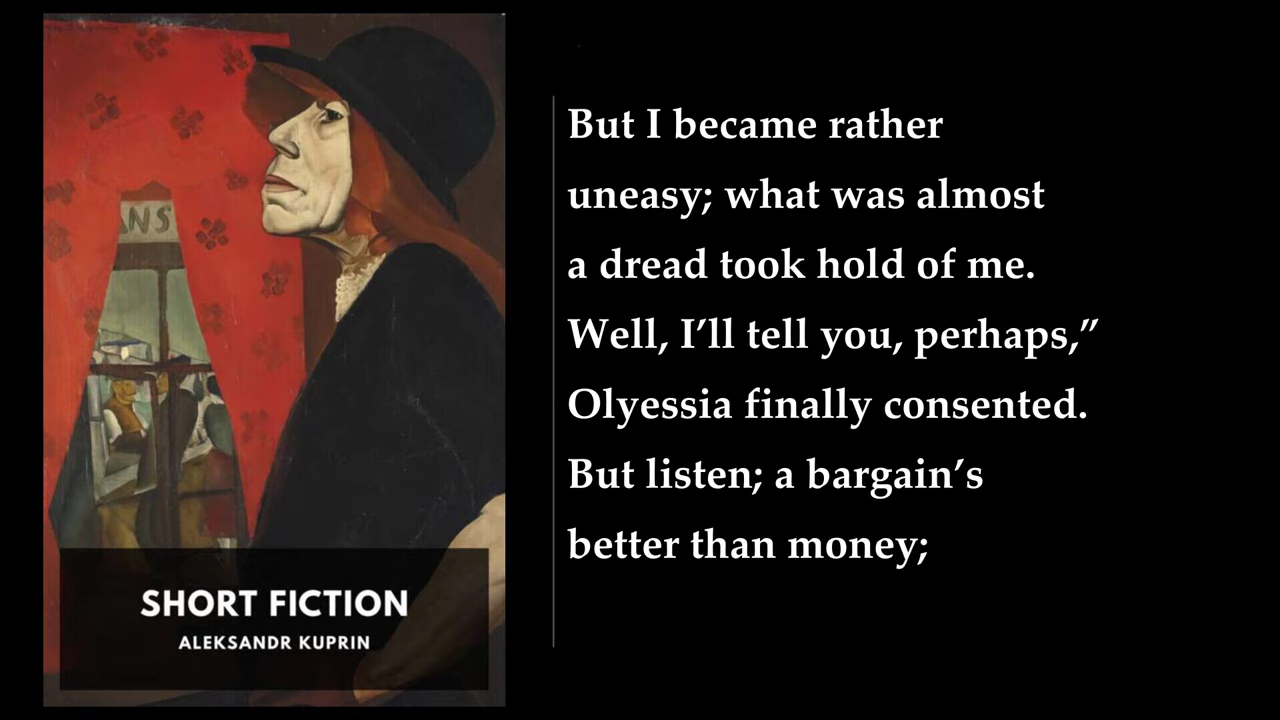 ANS
SHORT FICTION
ALEKSANDR KUPRIN
But I became rather
uneasy; what was almost
a dread took hold of me.
Well, I’ll tell you, perhaps,”
Olyessia finally consented.
But listen; a bargain’s
better than money;